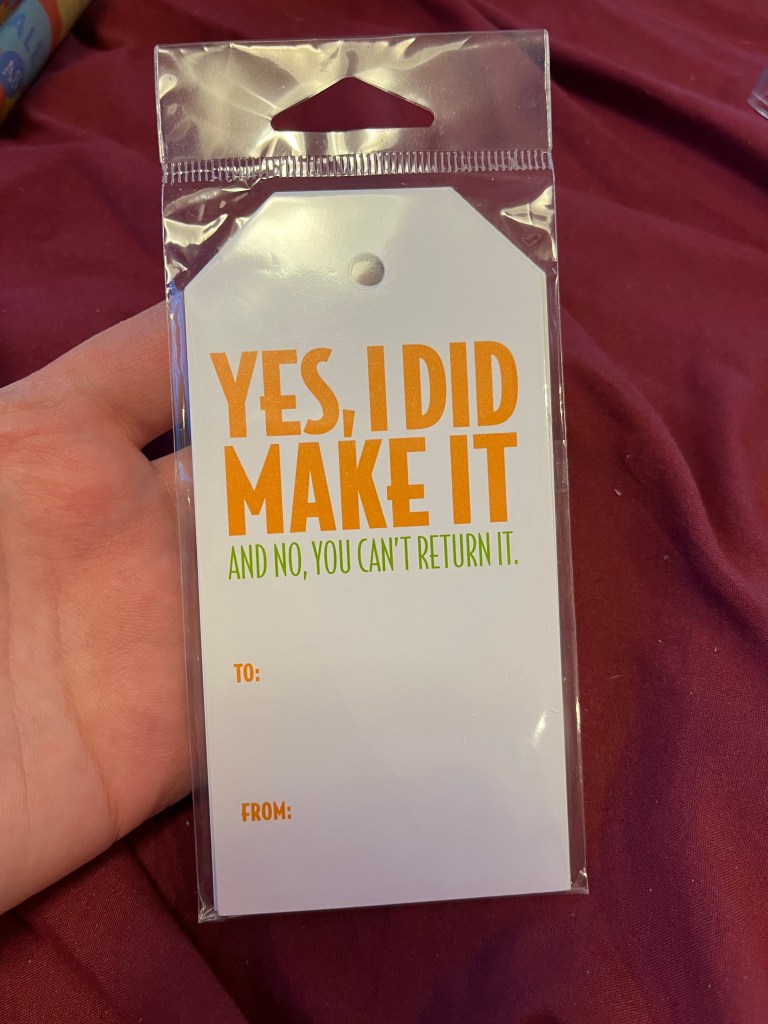 YES, I DID
MAKE IT
AND NO, YOU CAN'T RETURN IT.
TO:
FROM: